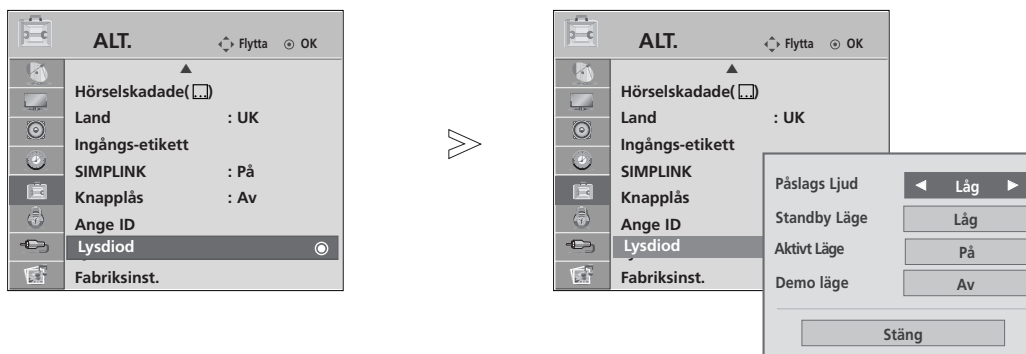 ALT. Flytta OK
Hörselskadade( )
Land : UK
Ingångs-etikett
SIMPLINK : På
Knapplås : Av
Ange ID
Lysdiod
Fabriksinst.
ALT. Flytta OK
Hörselskadade( )
Land : UK
Ingångs-etikett
SIMPLINK
Knapplås
Ange ID
Lysdiod
Fabriksinst.
Påslags Ljud Låg
Standby Läge Låg
Aktivt Läge På
Demo läge Av
Stäng